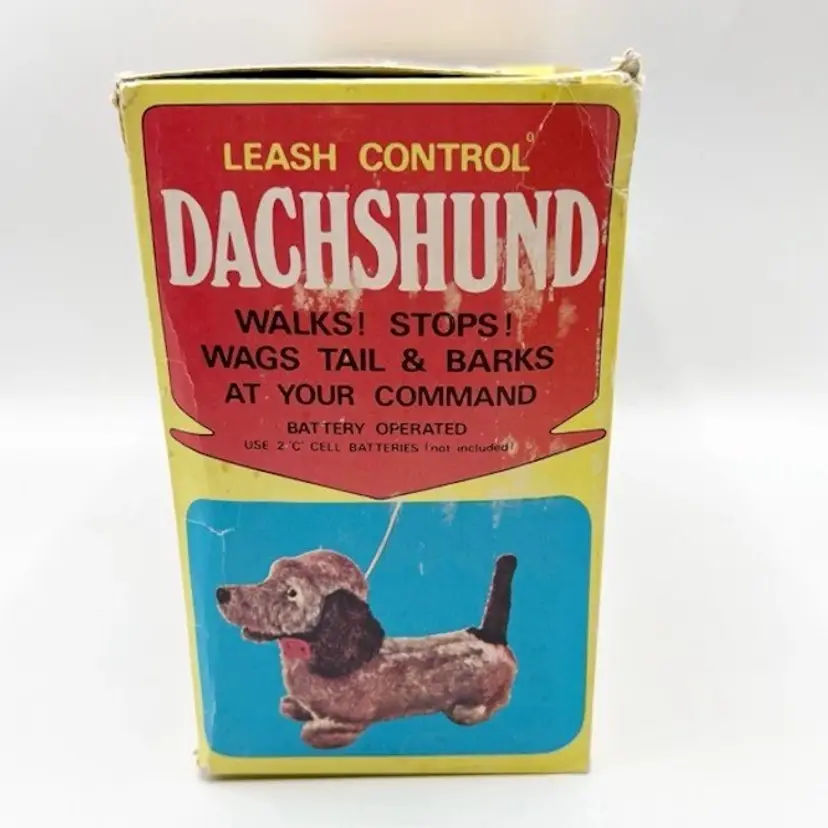 LEASH CONTROL
DACHSHUND
WALKS! STOPS!
WAGS TAIL & BARKS
AT YOUR COMMAND
BATTERY OPERATED
USE 2 'C' CELL BATTERIES (not included)